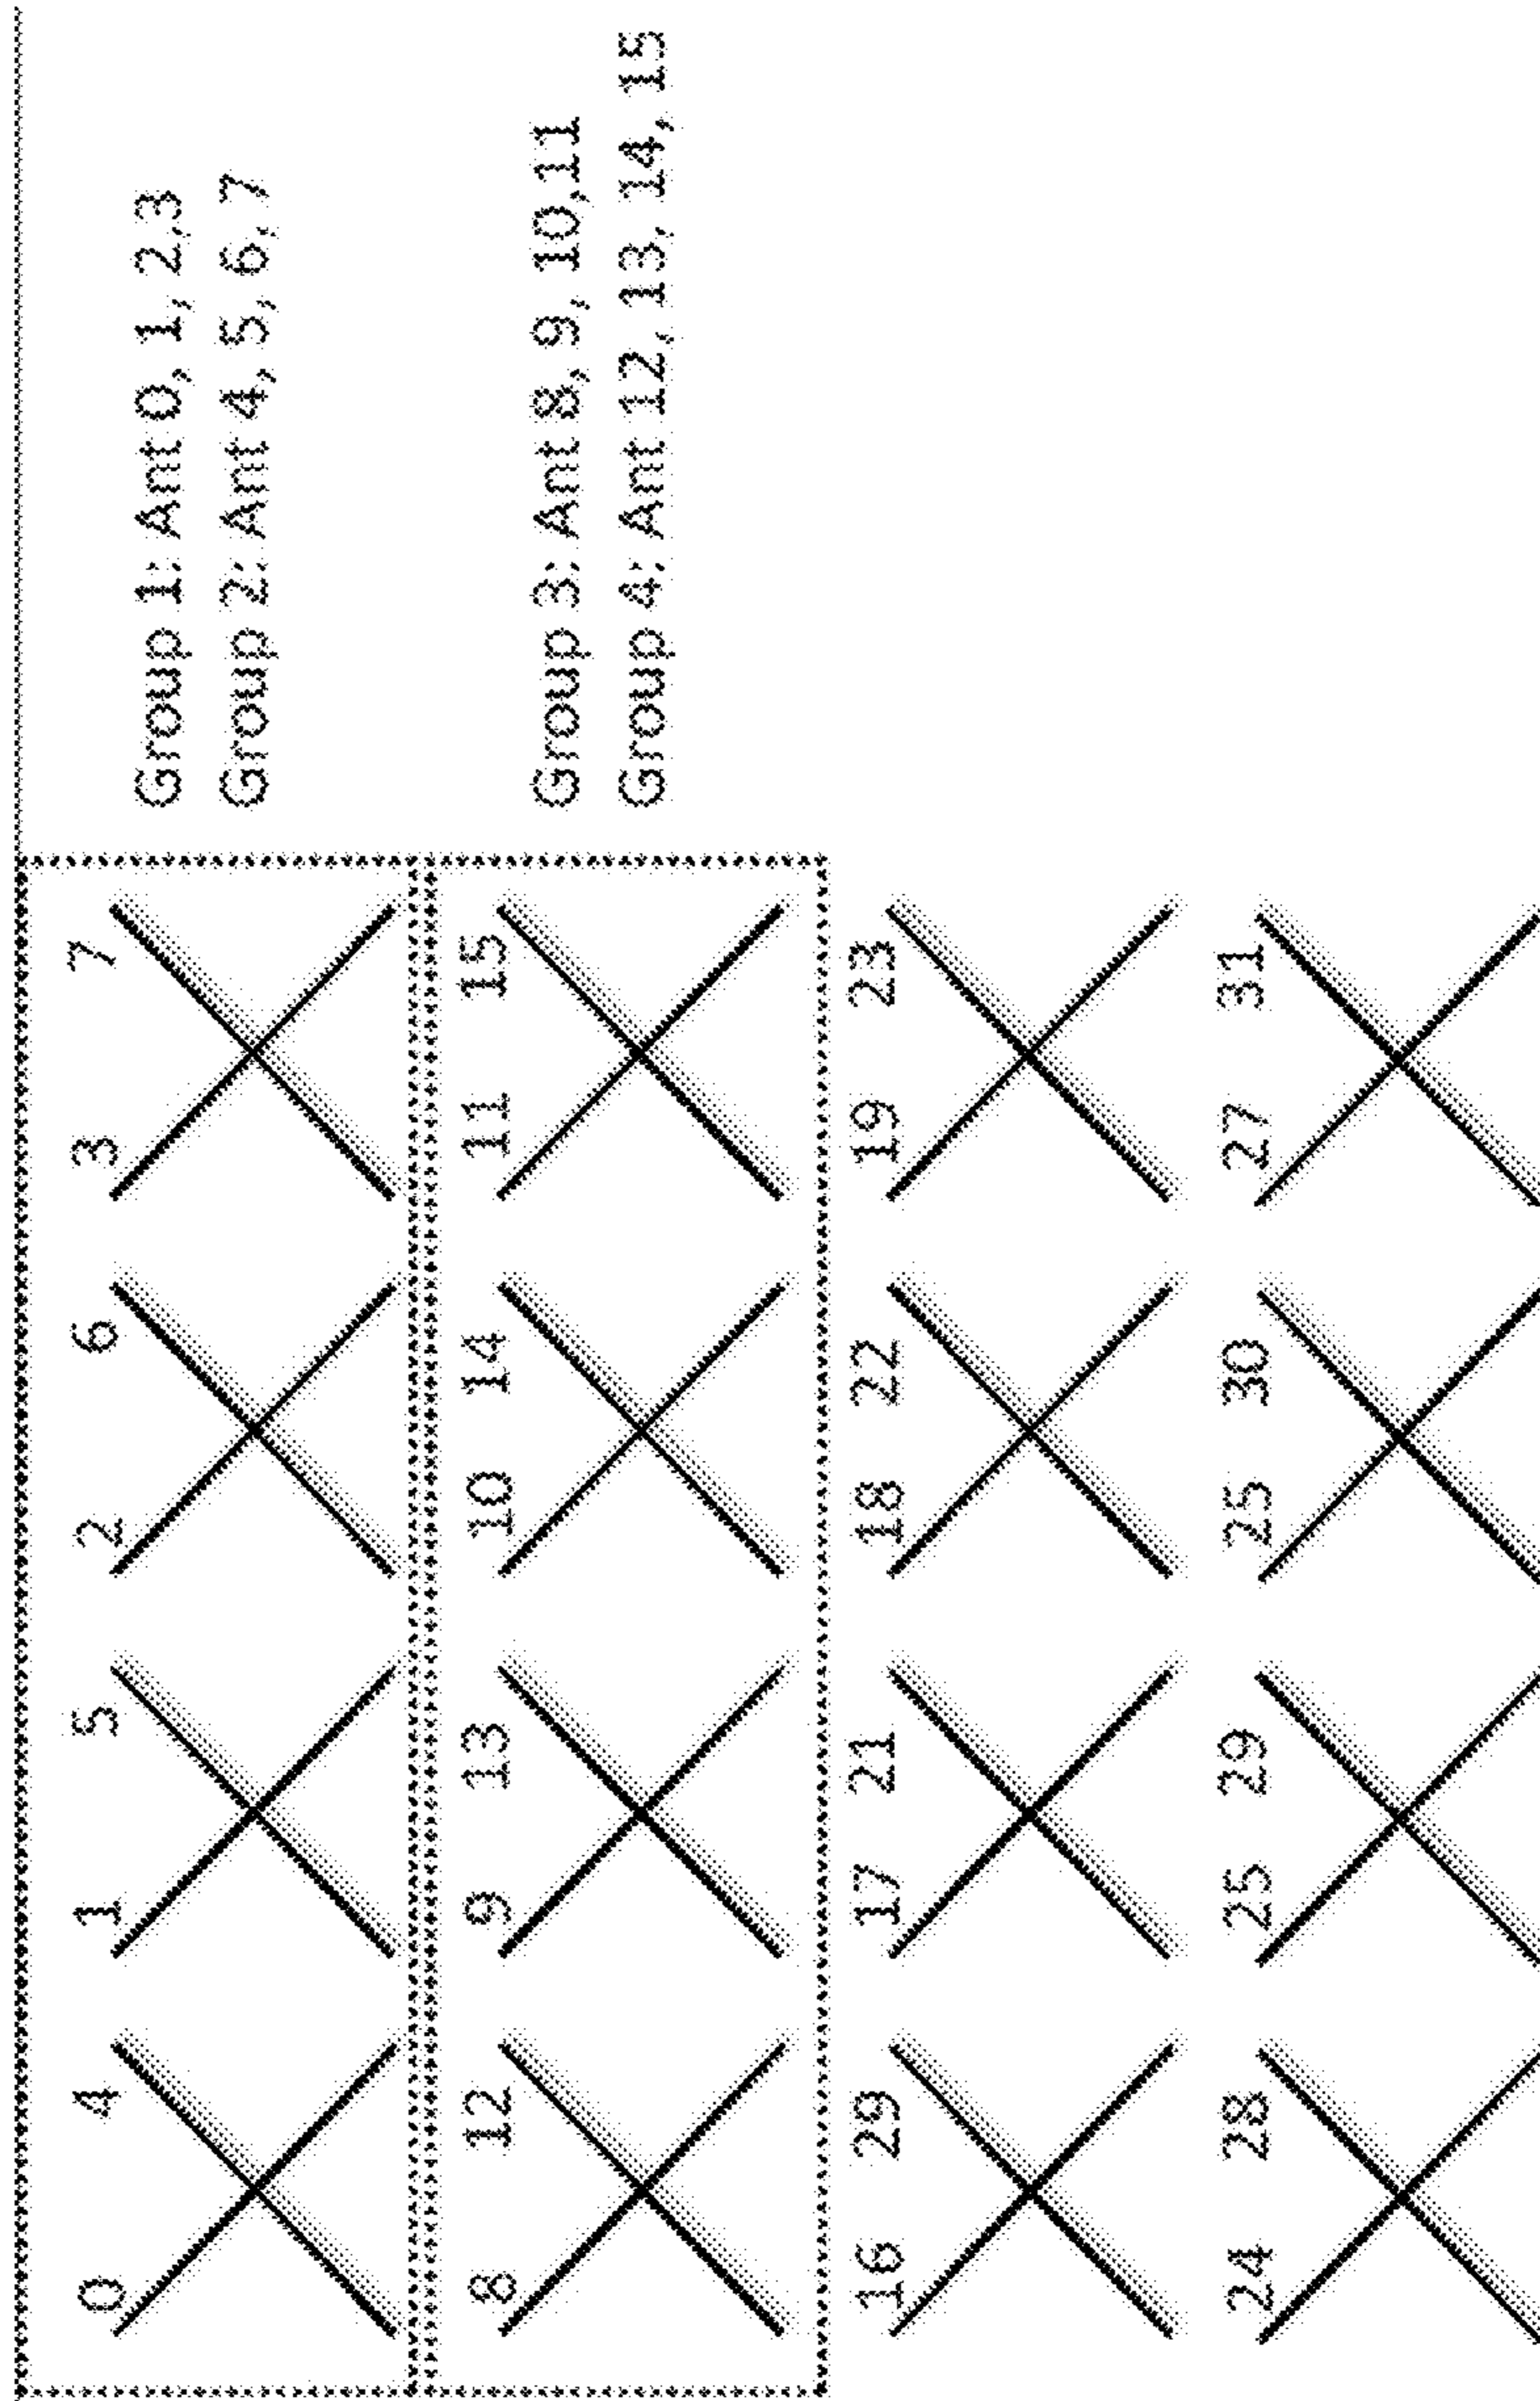 0 4 1 5 2 6 3 7
Group 1: Ant 0, 1, 2,3
Group 2: Ant 4, 5, 6, 7
8 12 9 13 10 14 11 15
Group 3: Ant 8, 9, 10,11
Group 4: Ant 12, 13, 14, 15
16 29 17 21 18 22 19 23
24 28 25 29 25 30 27 31